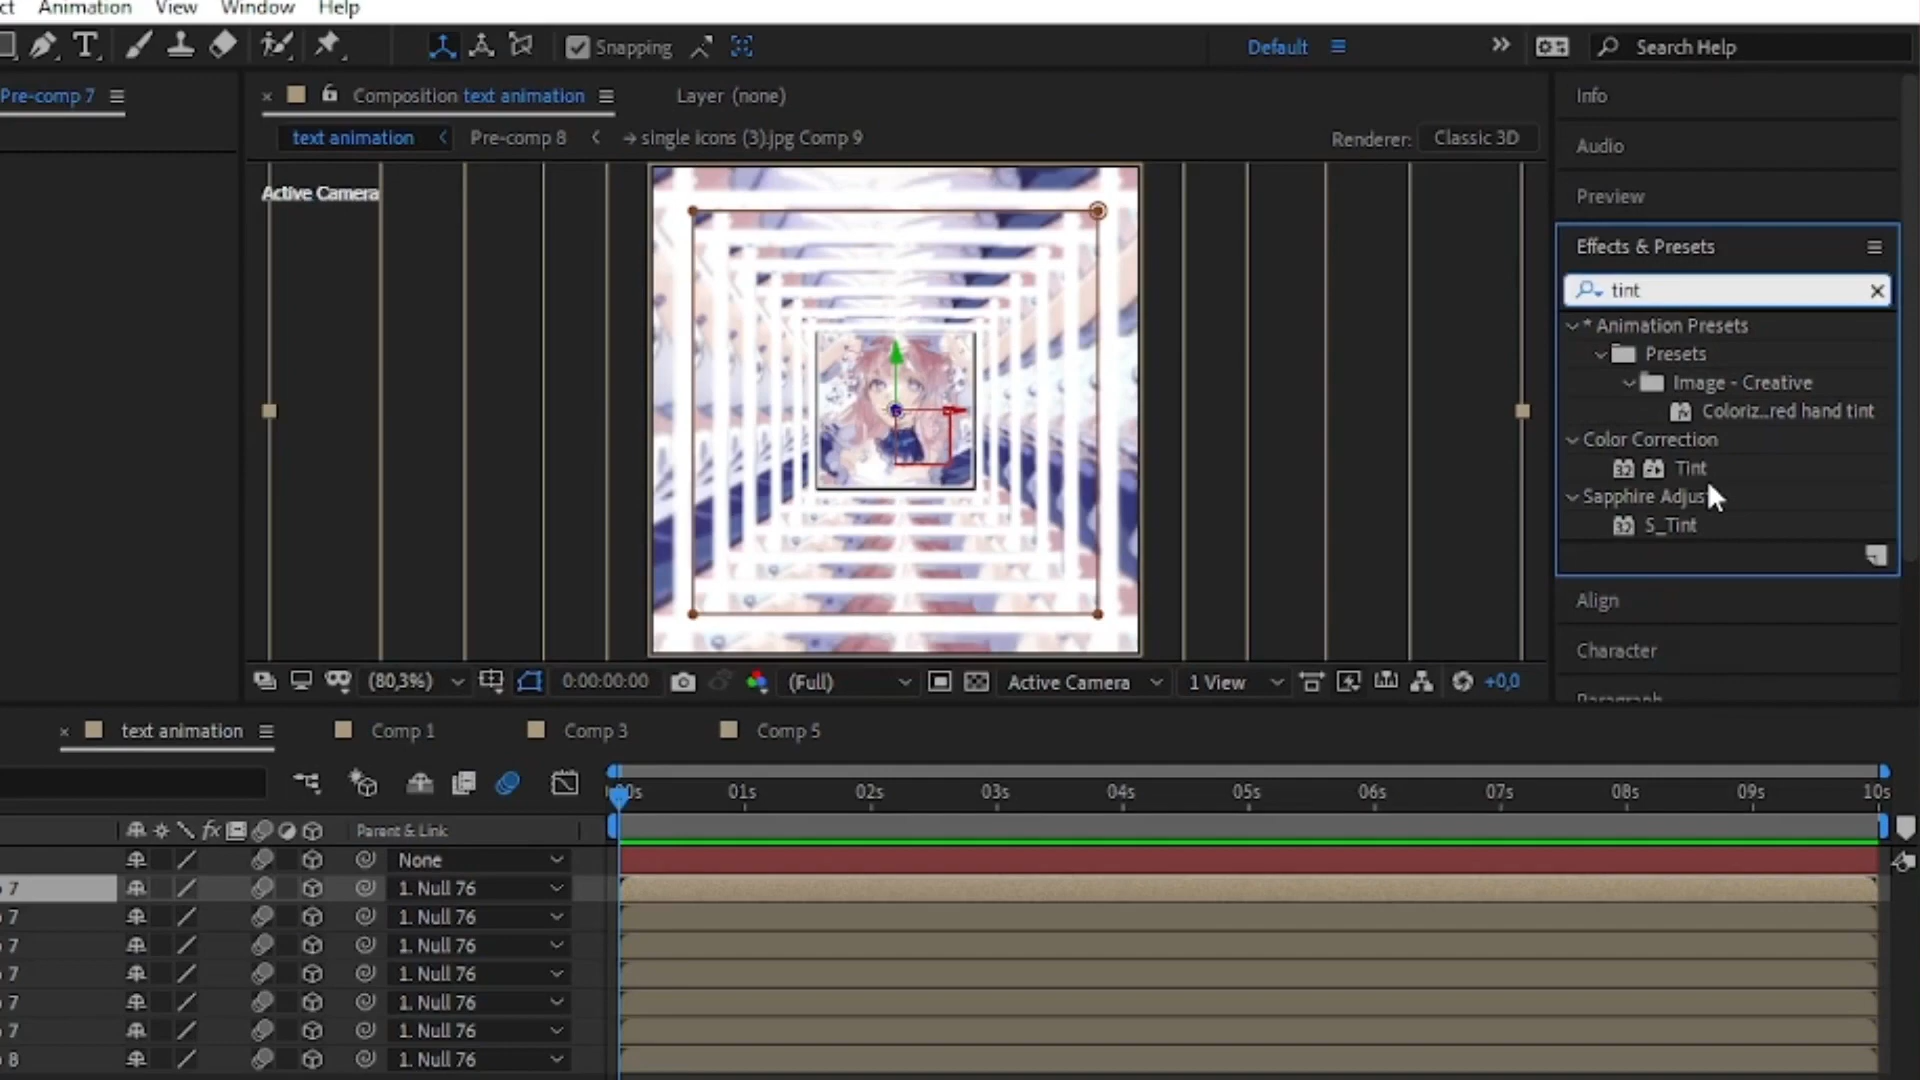 ct Animation View Window Help
Snapping
Default
Search Help
Pre-comp 7
Composition text animation
Layer (none)
text animation
Pre-comp 8
single icons (3).jpg Comp 9
Renderer:
Classic 3D
Active Camera
Info
Audio
Preview
Effects & Presets
tint
* Animation Presets
Presets
Image - Creative
Coloriz...red hand tint
Color Correction
Tint
Sapphire Adjust
S_Tint
Align
Character
Paragraph
(80,3%)
0:00:00:00
(Full)
Active Camera
1 View
+0,0
text animation
Comp 1
Comp 3
Comp 5
00s 01s 02s 03s 04s 05s 06s 07s 08s 09s 10s
fx
Parent & Link
None
7
1. Null 76
7
1. Null 76
7
1. Null 76
7
1. Null 76
7
1. Null 76
7
1. Null 76
8
1. Null 76